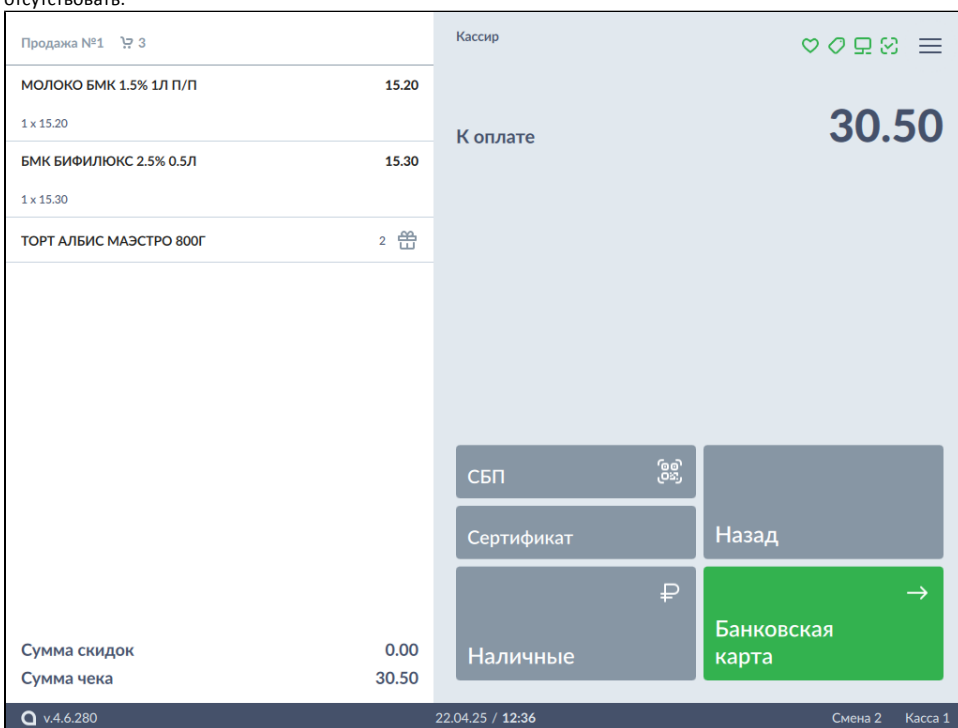 отсутствовать.
Продажа №1 3
МОЛОКО БМК 1.5% 1Л П/П 15.20
1 x 15.20
БМК БИФИЛЮКС 2.5% 0.5Л 15.30
1 x 15.30
ТОРТ АЛБИС МАЭСТРО 800Г 2
Сумма скидок 0.00
Сумма чека 30.50
Кассир
К оплате 30.50
СБП
Сертификат
Назад
Наличные
₽
Банковская
карта
v.4.6.280 22.04.25 / 12:36 Смена 2 Касса 1